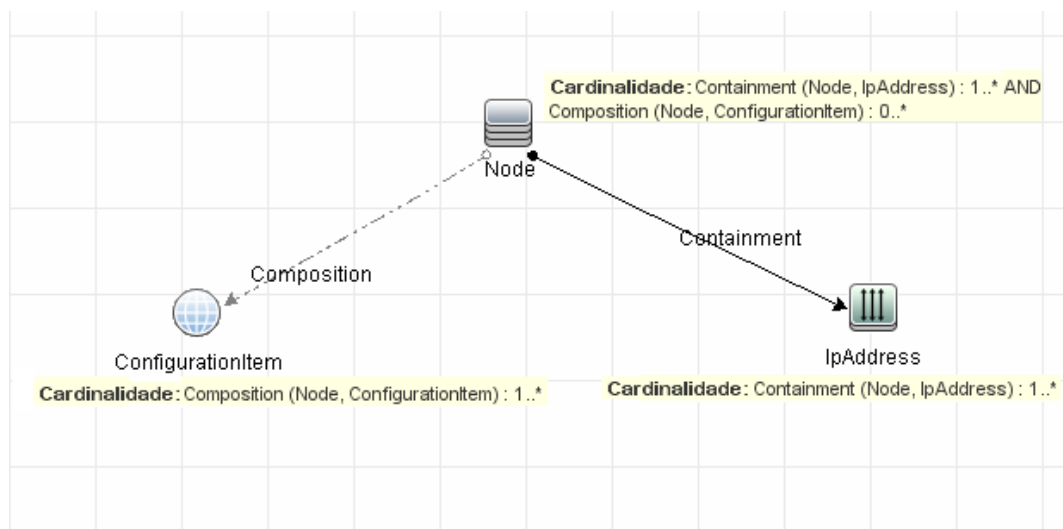 Cardinalidade: Containment (Node, IpAddress) : 1..* AND
Composition (Node, ConfigurationItem) : 0..*
Node
Containment
Composition
ConfigurationItem
IpAddress
Cardinalidade: Composition (Node, ConfigurationItem) : 1..*
Cardinalidade: Containment (Node, IpAddress) : 1..*